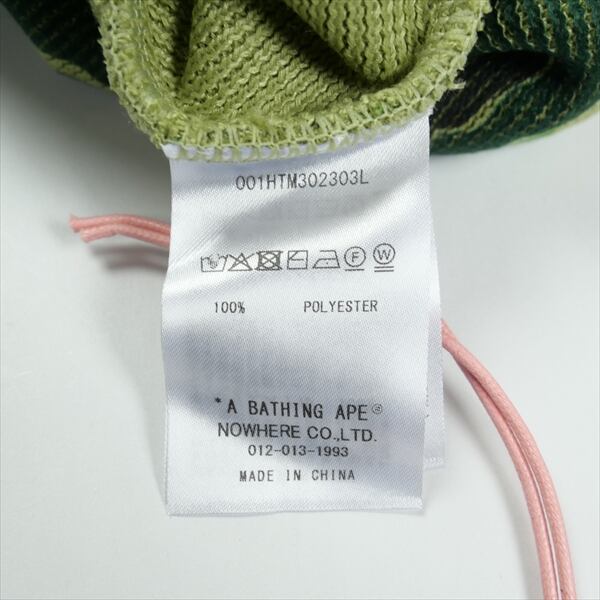 001HTM302303L
F W
100% POLYESTER
*A BATHING APE®
NOWHERE CO.,LTD.
012-013-1993
MADE IN CHINA